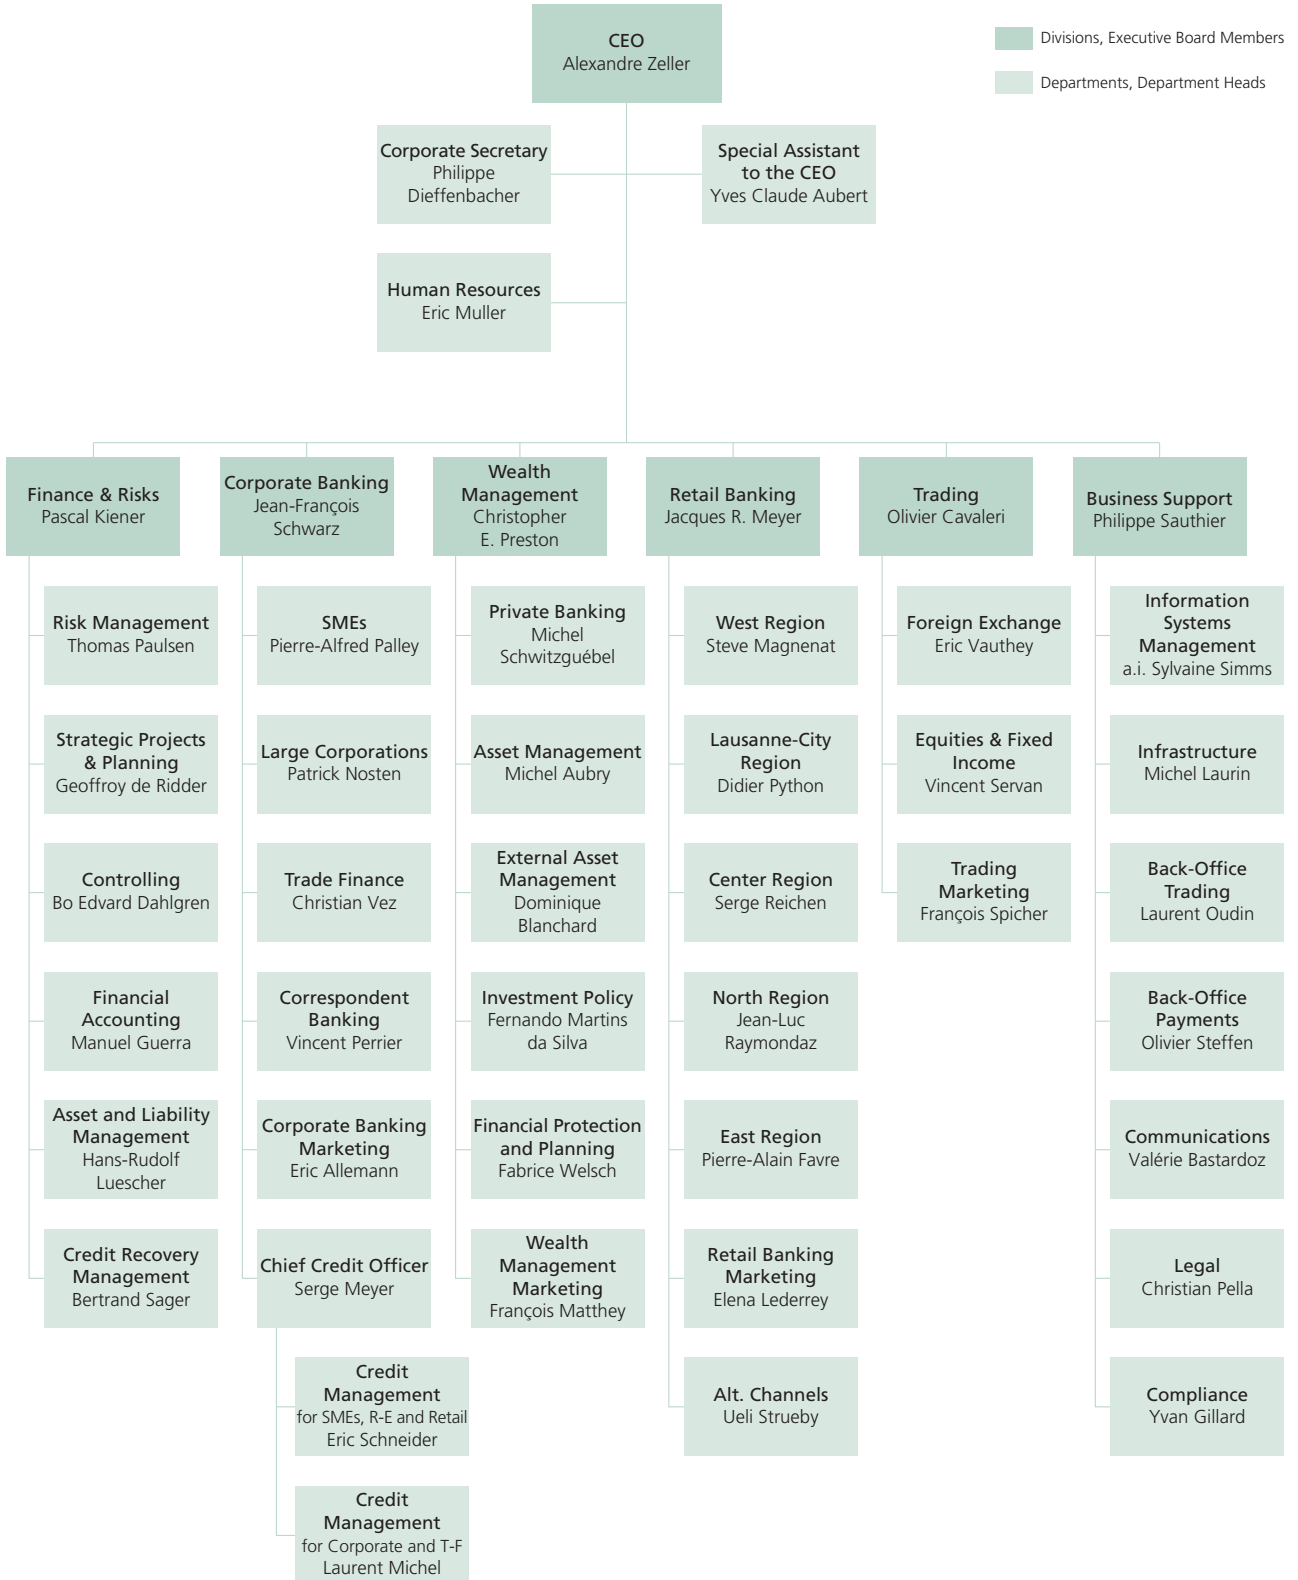 CEO
Alexandre Zeller
Divisions, Executive Board Members
Departments, Department Heads
Corporate Secretary
Philippe
Dieffenbacher
Special Assistant
to the CEO
Yves Claude Aubert
Human Resources
Eric Muller
Finance & Risks
Pascal Kiener
Corporate Banking
Jean-François
Schwarz
Wealth
Management
Christopher
E. Preston
Retail Banking
Jacques R. Meyer
Trading
Olivier Cavaleri
Business Support
Philippe Sauthier
Risk Management
Thomas Paulsen
SMEs
Pierre-Alfred Palley
Private Banking
Michel
Schwitzguébel
West Region
Steve Magnenat
Foreign Exchange
Eric Vauthey
Information
Systems
Management
a.i. Sylvaine Simms
Strategic Projects
& Planning
Geoffroy de Ridder
Large Corporations
Patrick Nosten
Asset Management
Michel Aubry
Lausanne-City
Region
Didier Python
Equities & Fixed
Income
Vincent Servan
Infrastructure
Michel Laurin
Controlling
Bo Edvard Dahlgren
Trade Finance
Christian Vez
External Asset
Management
Dominique
Blanchard
Center Region
Serge Reichen
Trading
Marketing
François Spicher
Back-Office
Trading
Laurent Oudin
Financial
Accounting
Manuel Guerra
Correspondent
Banking
Vincent Perrier
Investment Policy
Fernando Martins
da Silva
North Region
Jean-Luc
Raymondaz
Back-Office
Payments
Olivier Steffen
Asset and Liability
Management
Hans-Rudolf
Luescher
Corporate Banking
Marketing
Eric Allemann
Financial Protection
and Planning
Fabrice Welsch
East Region
Pierre-Alain Favre
Communications
Valérie Bastardoz
Credit Recovery
Management
Bertrand Sager
Chief Credit Officer
Serge Meyer
Wealth
Management
Marketing
François Matthey
Retail Banking
Marketing
Elena Lederrey
Legal
Christian Pella
Credit
Management
for SMEs, R-E and Retail
Eric Schneider
Alt. Channels
Ueli Strueby
Compliance
Yvan Gillard
Credit
Management
for Corporate and T-F
Laurent Michel